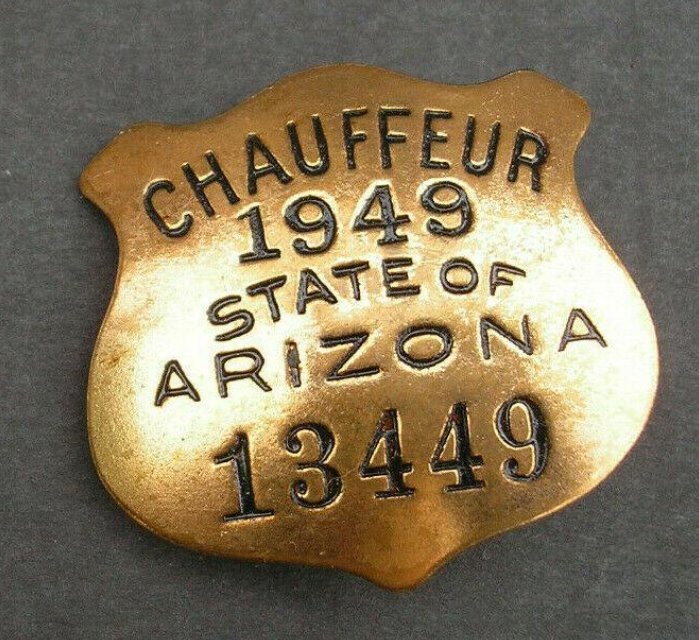 CHAUFFEUR
1949
STATE OF
ARIZONA
13449